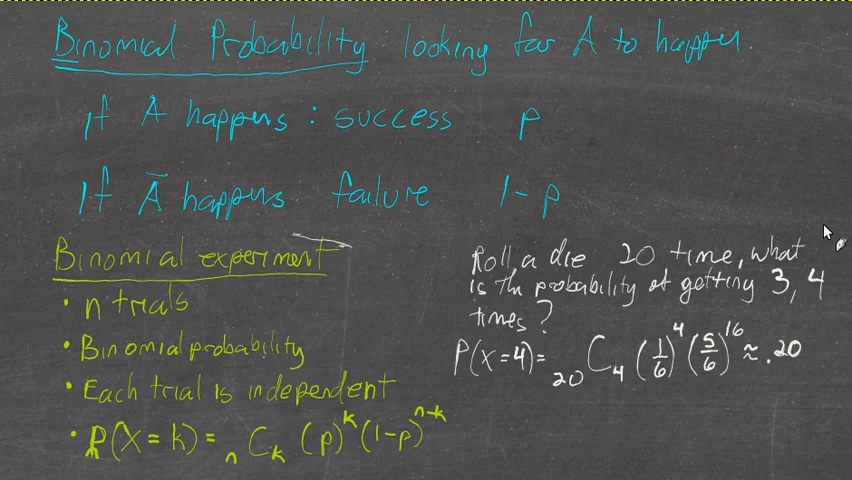 Binomial Probability: looking for A to happen
If A happens: success p
If Ā happens: failure 1-p
Binomial experiment
• n trials
• Binomial probability
• Each trial is independent
• P(X = k) = nCk (p)^k (1-p)^n-k
Roll a die 20 time, what
is the probability of getting 3, 4
times?
P(X=4) = 20C4 (1/6)^4 (5/6)^16 ≈ .20